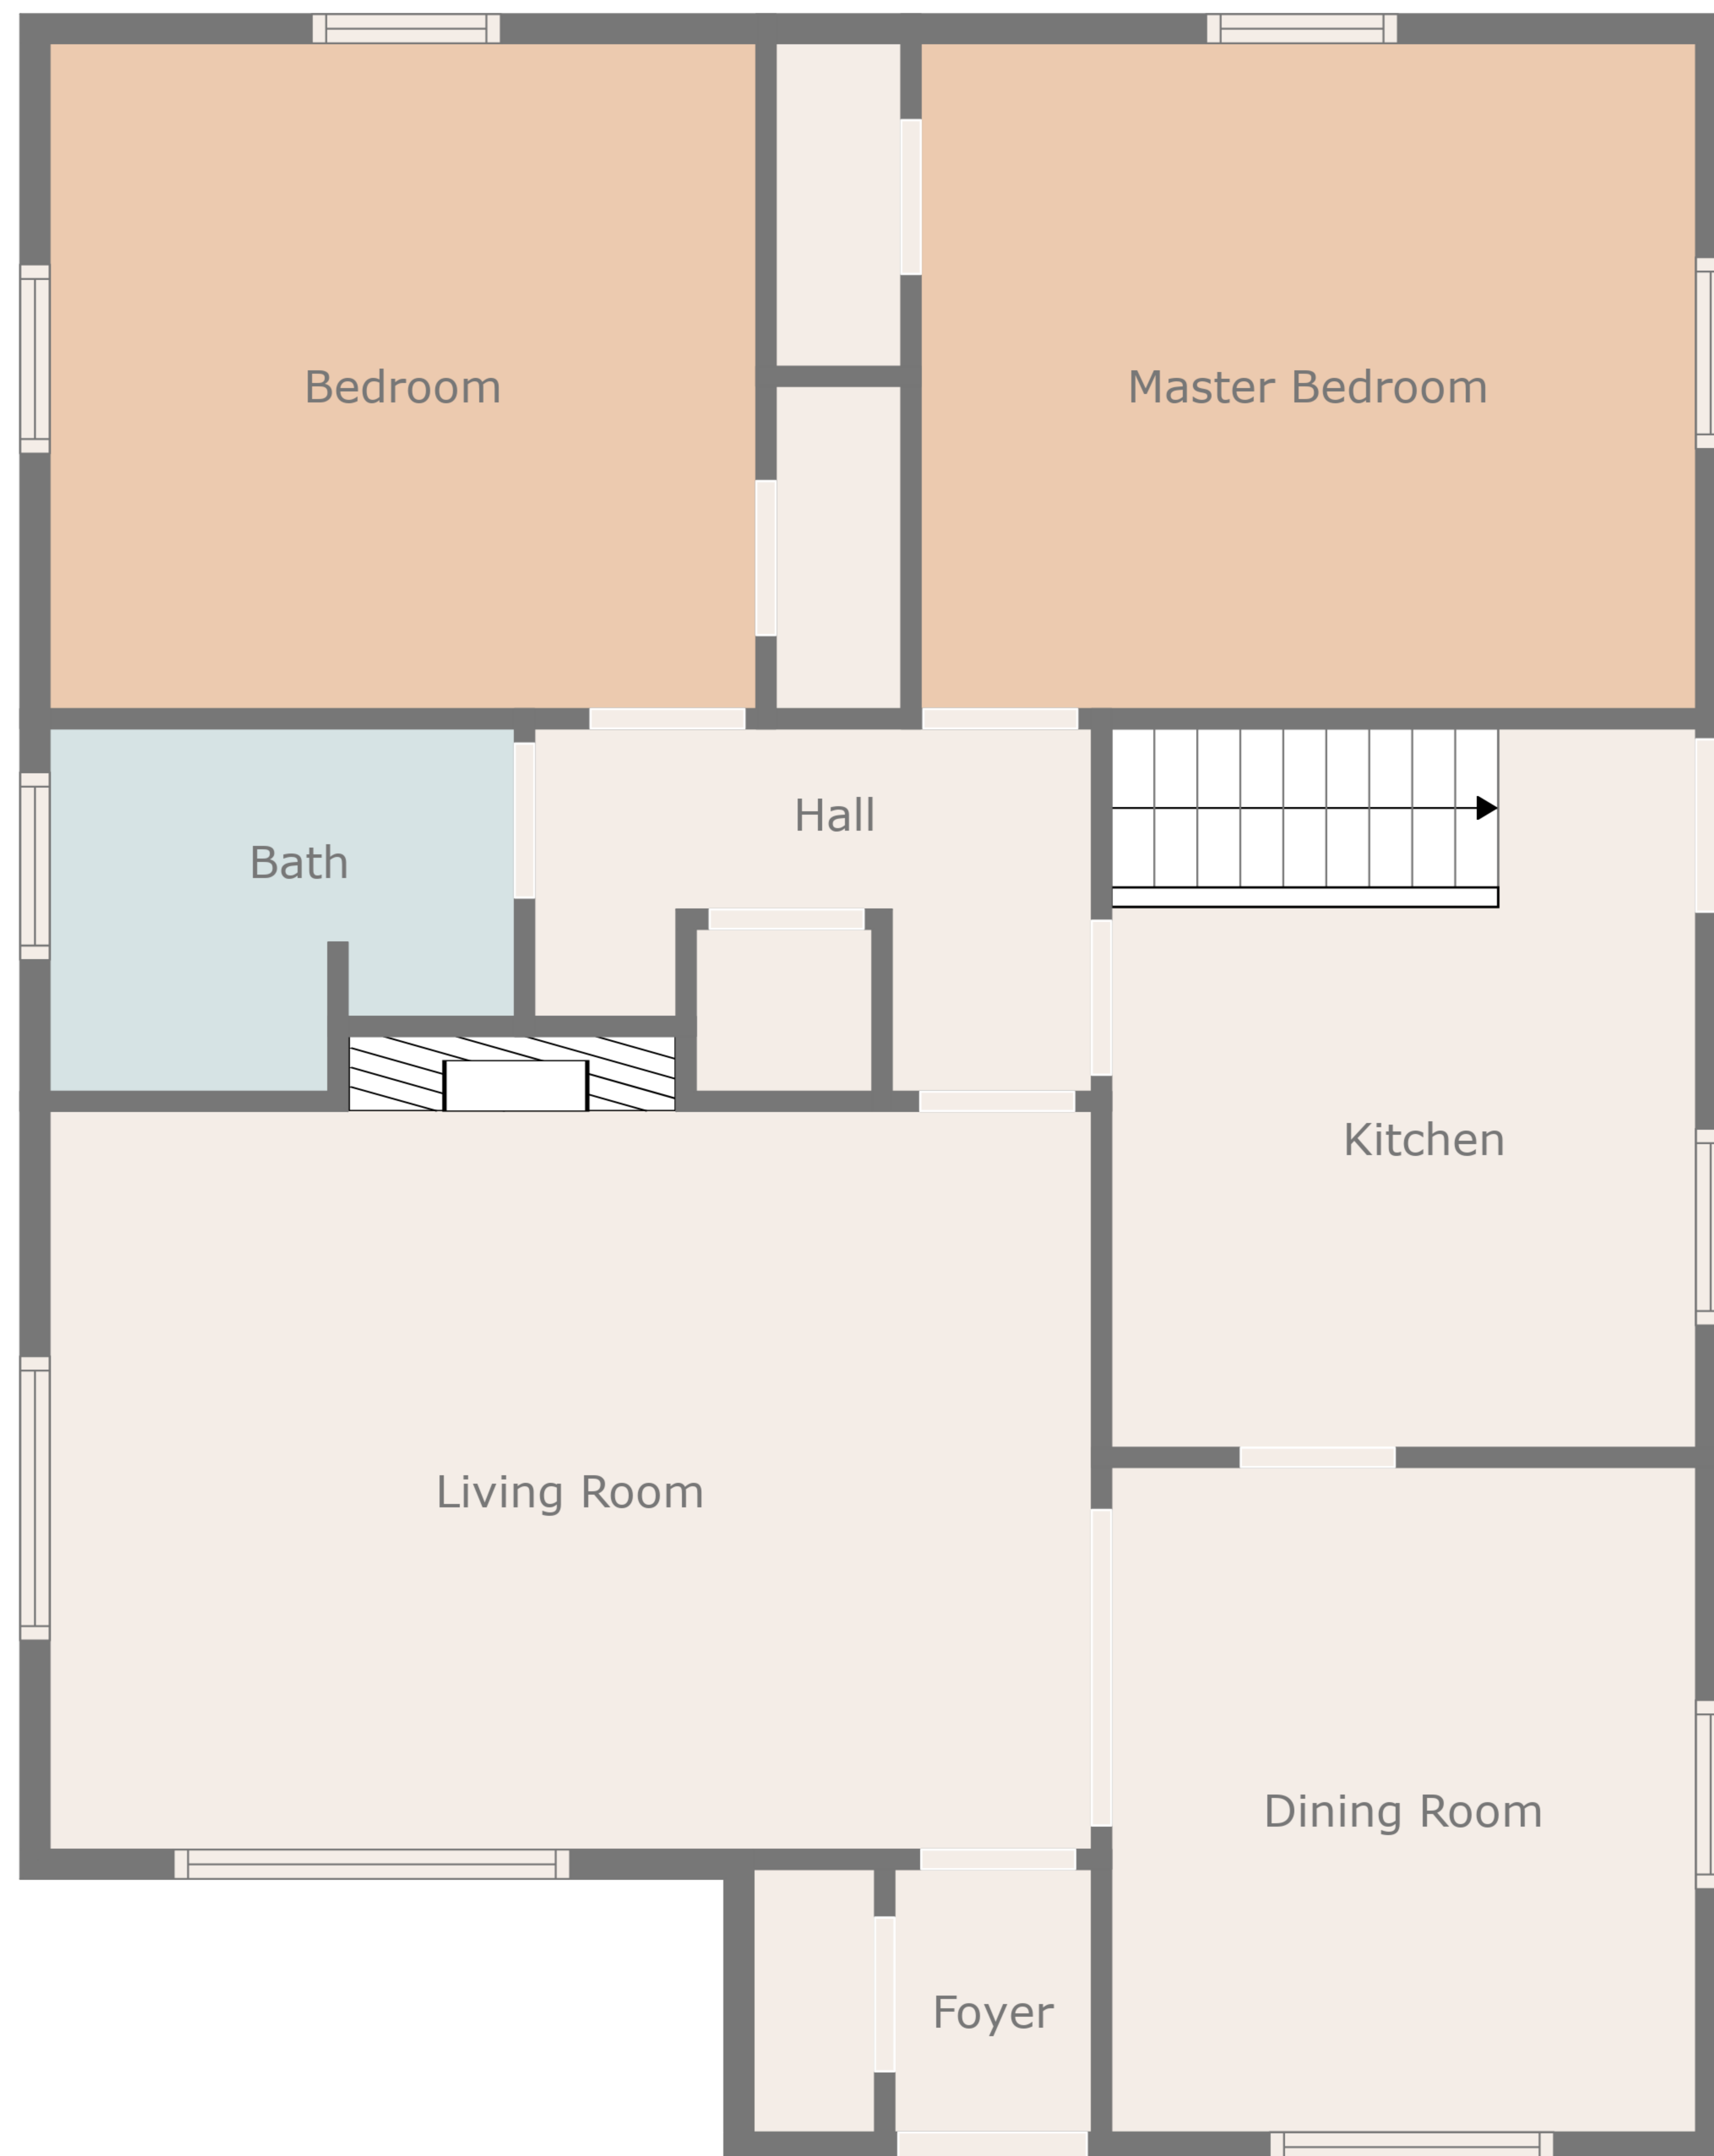 Bedroom
Master Bedroom
Hall
Bath
Kitchen
Living Room
Dining Room
Foyer